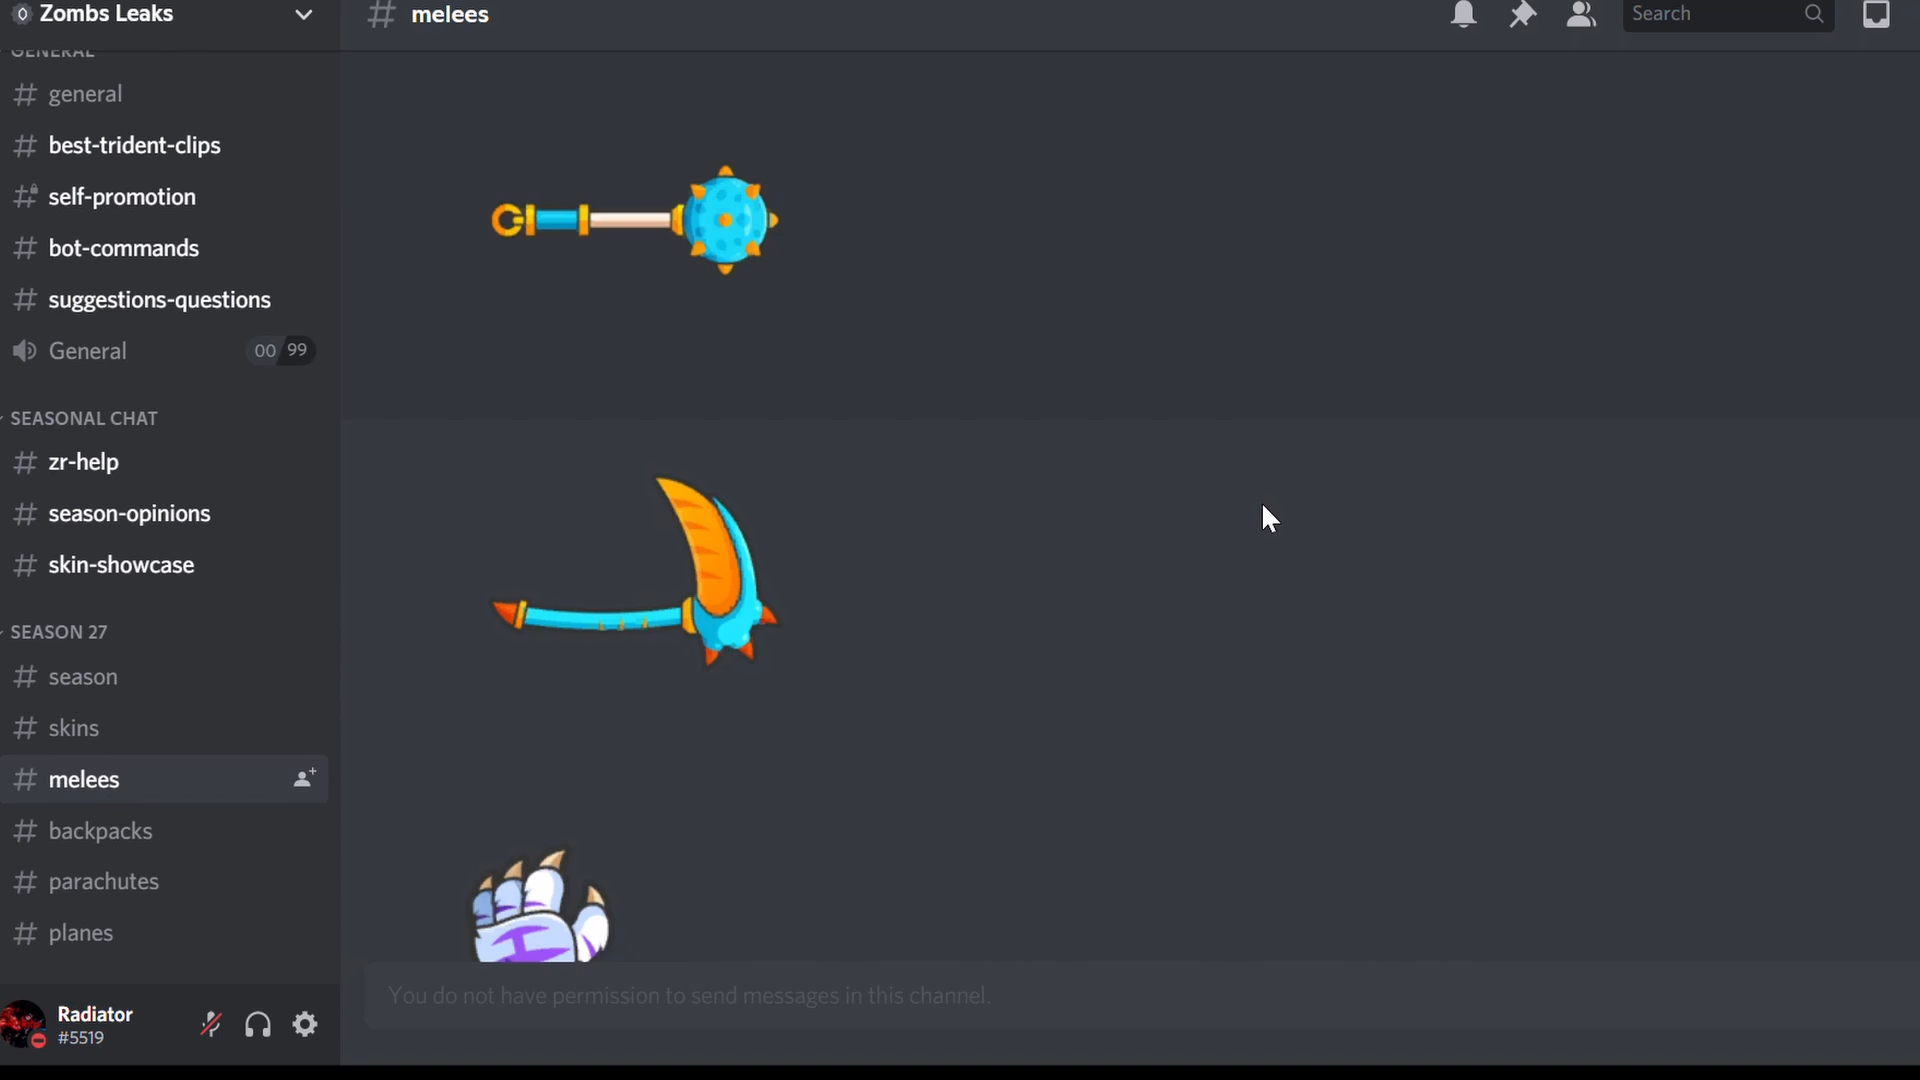 Zombs Leaks
GENERAL
general
best-trident-clips
self-promotion
bot-commands
suggestions-questions
General 00 99
SEASONAL CHAT
zr-help
season-opinions
skin-showcase
SEASON 27
season
skins
melees
backpacks
parachutes
planes
Radiator
#5519
# melees
Search
You do not have permission to send messages in this channel.